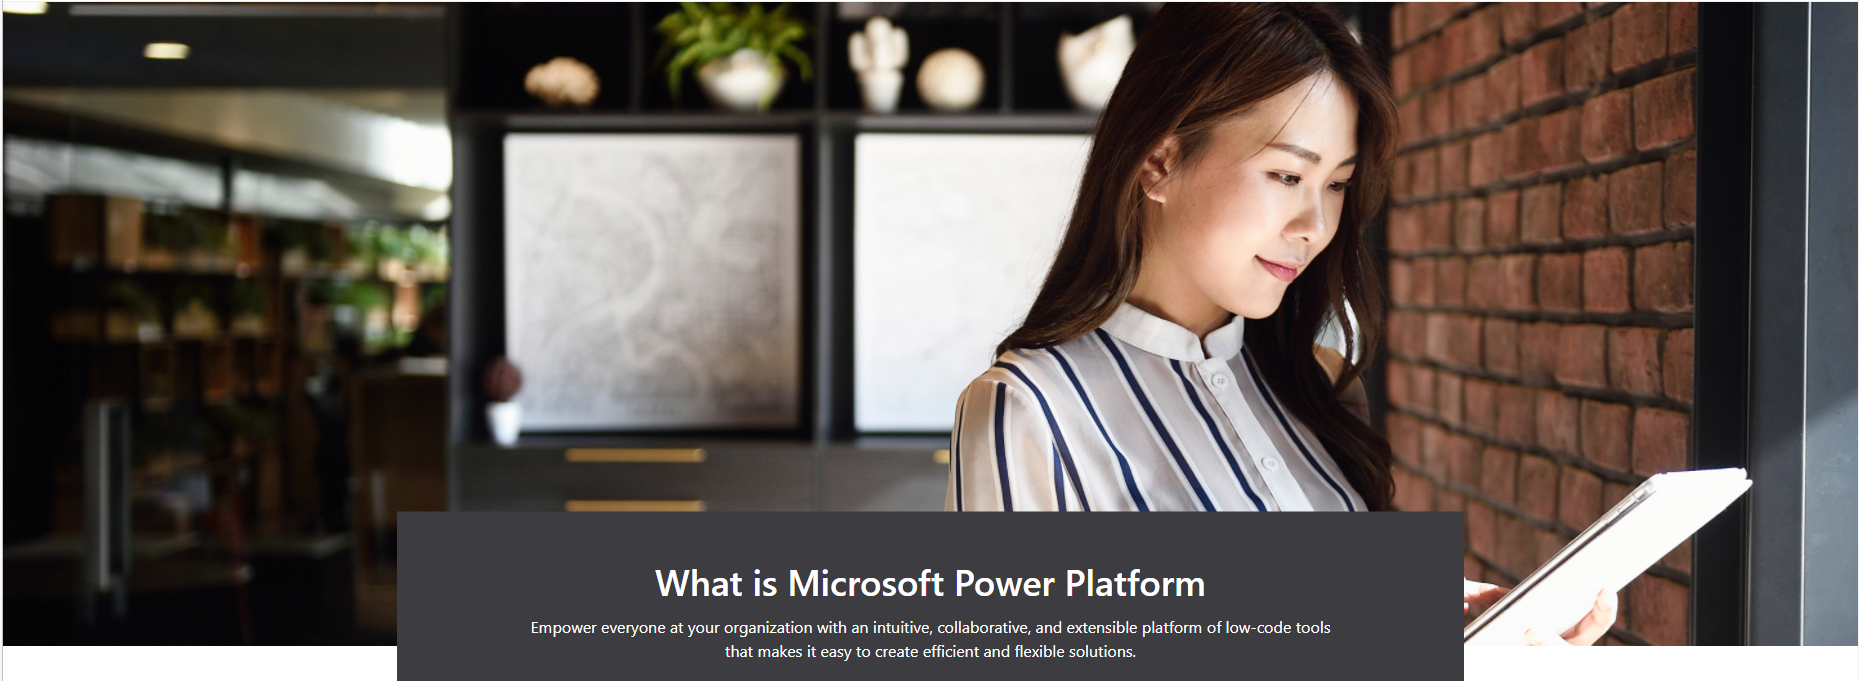 What is Microsoft Power Platform
Empower everyone at your organization with an intuitive, collaborative, and extensible platform of low-code tools
that makes it easy to create efficient and flexible solutions.